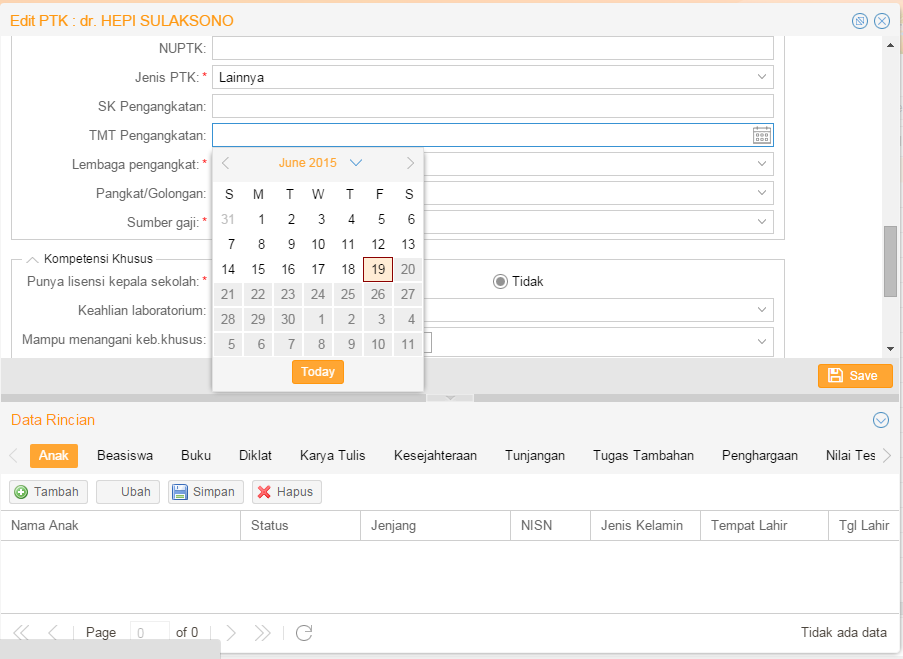 Edit PTK : dr. HEPI SULAKSONO
NUPTK:
Jenis PTK: * Lainnya
SK Pengangkatan:
TMT Pengangkatan:
Lembaga pengangkat: *
Pangkat/Golongan:
Sumber gaji: *
June 2015
S M T W T F S
31 1 2 3 4 5 6
7 8 9 10 11 12 13
14 15 16 17 18 19 20
21 22 23 24 25 26 27
28 29 30 1 2 3 4
5 6 7 8 9 10 11
Today
Kompetensi Khusus
Punya lisensi kepala sekolah: * Tidak
Keahlian laboratorium:
Mampu menangani keb.khusus:
Save
Data Rincian
Anak Beasiswa Buku Diklat Karya Tulis Kesejahteraan Tunjangan Tugas Tambahan Penghargaan Nilai Tes
Tambah Ubah Simpan Hapus
Nama Anak Status Jenjang NISN Jenis Kelamin Tempat Lahir Tgl Lahir
Page 0 of 0 Tidak ada data